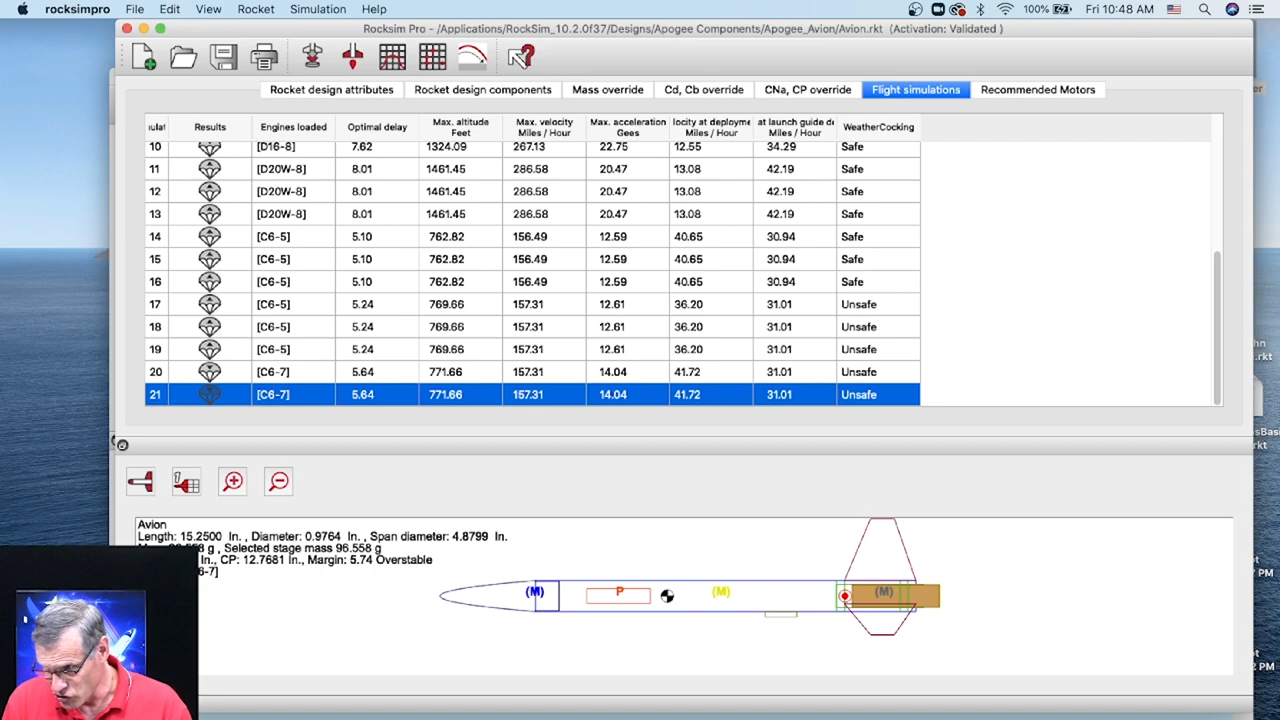 rocksimpro File Edit View Rocket Simulation Help 100% Fri 10:48 AM
Rocksim Pro - /Applications/RockSim_10.2.0f37/Designs/Apogee Components/Apogee_Avion/Avion.rkt (Activation: Validated )
Rocket design attributes Rocket design components Mass override Cd, Cb override CNa, CP override Flight simulations Recommended Motors
ulat Results Engines loaded Optimal delay Max. altitude Feet Max. velocity Miles / Hour Max. acceleration Gees locity at deployme Miles / Hour at launch guide de Miles / Hour WeatherCocking
10 [D16-8] 7.62 1324.09 267.13 22.75 12.55 34.29 Safe
11 [D20W-8] 8.01 1461.45 286.58 20.47 13.08 42.19 Safe
12 [D20W-8] 8.01 1461.45 286.58 20.47 13.08 42.19 Safe
13 [D20W-8] 8.01 1461.45 286.58 20.47 13.08 42.19 Safe
14 [C6-5] 5.10 762.82 156.49 12.59 40.65 30.94 Safe
15 [C6-5] 5.10 762.82 156.49 12.59 40.65 30.94 Safe
16 [C6-5] 5.10 762.82 156.49 12.59 40.65 30.94 Safe
17 [C6-5] 5.24 769.66 157.31 12.61 36.20 31.01 Unsafe
18 [C6-5] 5.24 769.66 157.31 12.61 36.20 31.01 Unsafe
19 [C6-5] 5.24 769.66 157.31 12.61 36.20 31.01 Unsafe
20 [C6-7] 5.64 771.66 157.31 14.04 41.72 31.01 Unsafe
21 [C6-7] 5.64 771.66 157.31 14.04 41.72 31.01 Unsafe
Avion
Length: 15.2500 In. , Diameter: 0.9764 In. , Span diameter: 4.8799 In.
g , Selected stage mass 96.558 g
In., CP: 12.7681 In., Margin: 5.74 Overstable
6-7]
(M) P (M) (M)
.rkt